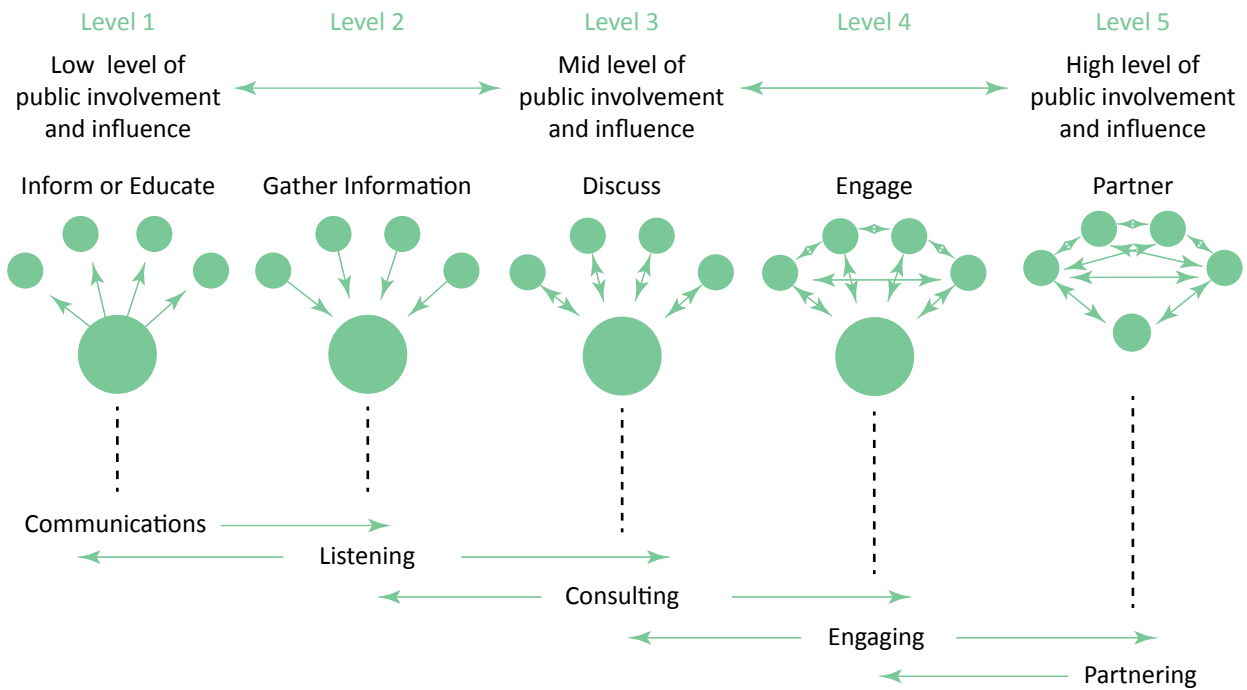 Level 1
Level 2
Level 3
Level 4
Level 5
Low level of
public involvement
and influence
Mid level of
public involvement
and influence
High level of
public involvement
and influence
Inform or Educate
Gather Information
Discuss
Engage
Partner
Communications
Listening
Consulting
Engaging
Partnering